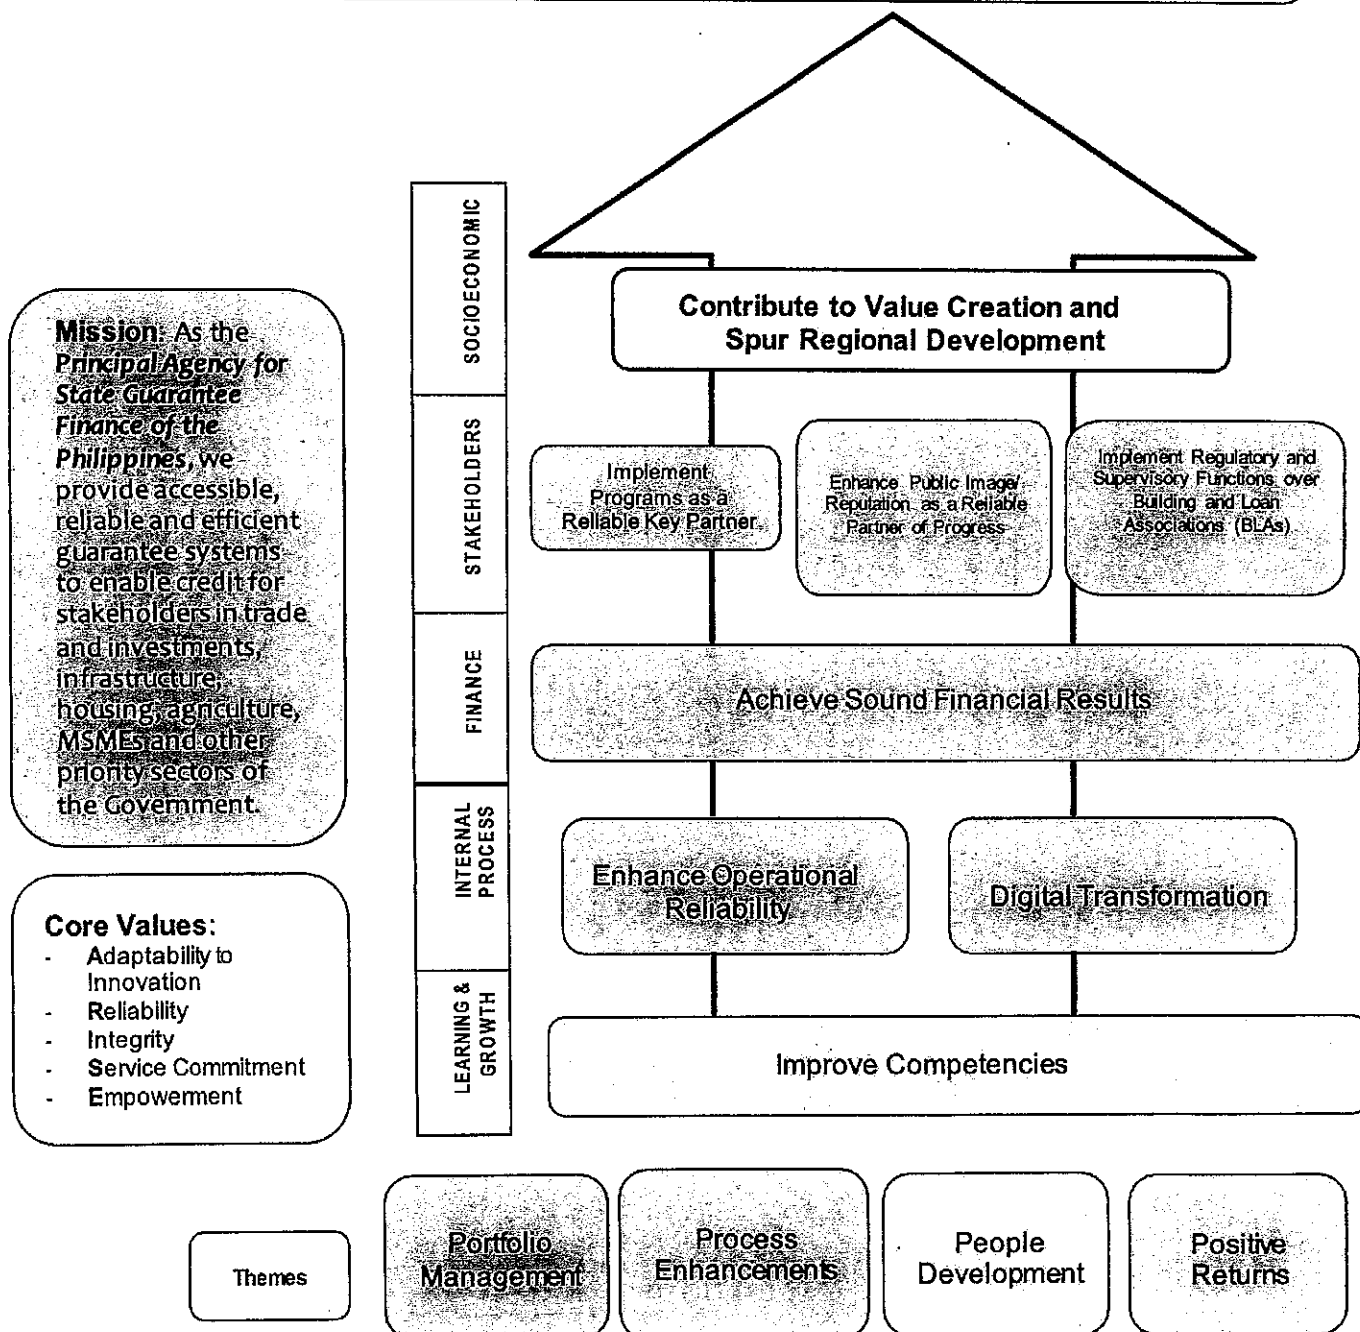 SOCIOECONOMIC
Contribute to Value Creation and
Spur Regional Development
Mission: As the
Principal Agency for
State Guarantee
Finance of the
Philippines, we
provide accessible,
reliable and efficient
guarantee systems
to enable credit for
stakeholders in trade
and investments,
infrastructure,
housing, agriculture,
MSMEs and other
priority sectors of
the Government.
STAKEHOLDERS
Implement
Programs as a
Reliable Key Partner
Enhance Public Image/
Reputation as a Reliable
Partner of Progress
Implement Regulatory and
Supervisory Functions over
Building and Loan
Associations (BLAs)
FINANCE
Achieve Sound Financial Results
INTERNAL
PROCESS
Enhance Operational
Reliability
Digital Transformation
Core Values:
- Adaptability to
Innovation
- Reliability
- Integrity
- Service Commitment
- Empowerment
LEARNING &
GROWTH
Improve Competencies
Themes
Portfolio
Management
Process
Enhancements
People
Development
Positive
Returns